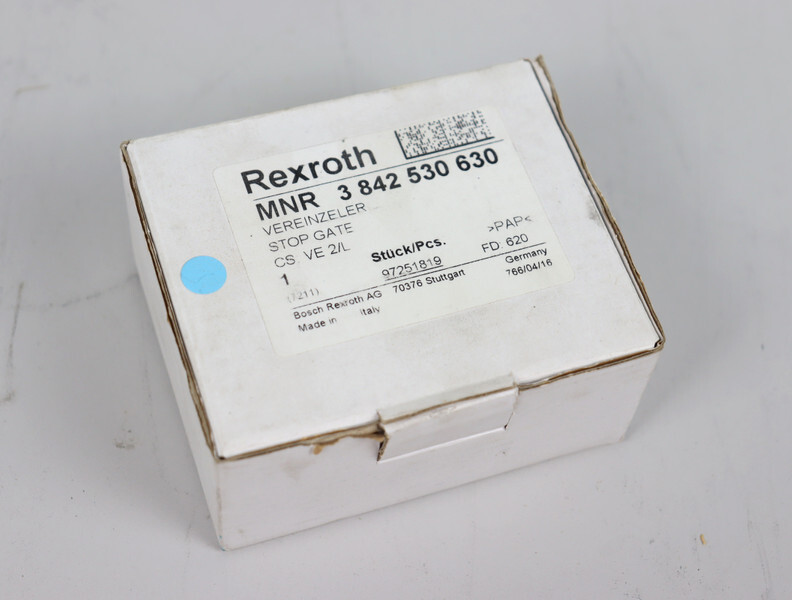 Rexroth
MNR 3 842 530 630
VEREINZELER
STOP GATE
CS VE 2/L
>PAP<
1 Stück/Pcs. FD: 620
(1211) 97251819
Bosch Rexroth AG 70376 Stuttgart Germany
Made in Italy 766/04/16